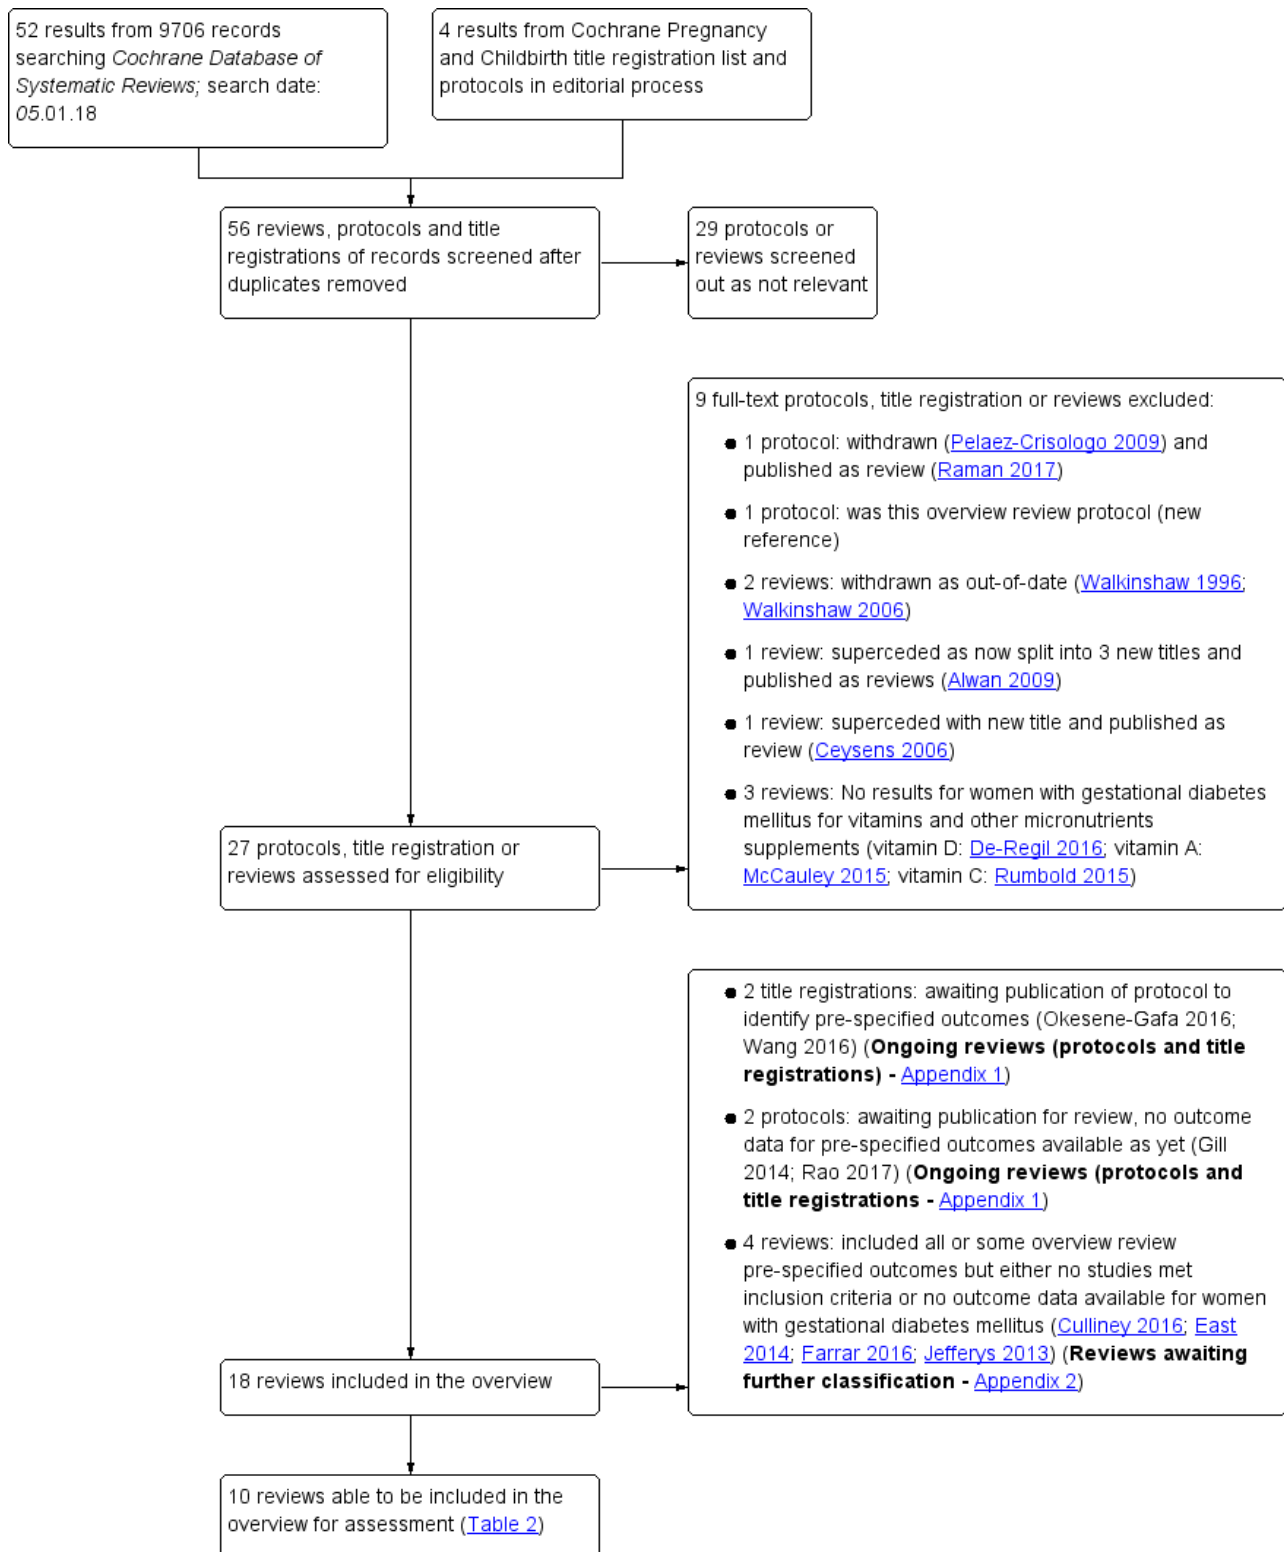 52 results from 9706 records
searching Cochrane Database of
Systematic Reviews; search date:
05.01.18
4 results from Cochrane Pregnancy
and Childbirth title registration list and
protocols in editorial process
56 reviews, protocols and title
registrations of records screened after
duplicates removed
29 protocols or
reviews screened
out as not relevant
9 full-text protocols, title registration or reviews excluded:
● 1 protocol: withdrawn (Pelaez-Crisologo 2009) and
published as review (Raman 2017)
● 1 protocol: was this overview review protocol (new
reference)
● 2 reviews: withdrawn as out-of-date (Walkinshaw 1996;
Walkinshaw 2006)
● 1 review: superceded as now split into 3 new titles and
published as reviews (Alwan 2009)
● 1 review: superceded with new title and published as
review (Ceysens 2006)
● 3 reviews: No results for women with gestational diabetes
mellitus for vitamins and other micronutrients
supplements (vitamin D: De-Regil 2016; vitamin A:
McCauley 2015; vitamin C: Rumbold 2015)
27 protocols, title registration or
reviews assessed for eligibility
● 2 title registrations: awaiting publication of protocol to
identify pre-specified outcomes (Okesene-Gafa 2016;
Wang 2016) (Ongoing reviews (protocols and title
registrations) - Appendix 1)
● 2 protocols: awaiting publication for review, no outcome
data for pre-specified outcomes available as yet (Gill
2014; Rao 2017) (Ongoing reviews (protocols and
title registrations - Appendix 1)
● 4 reviews: included all or some overview review
pre-specified outcomes but either no studies met
inclusion criteria or no outcome data available for women
with gestational diabetes mellitus (Culliney 2016; East
2014; Farrar 2016; Jefferys 2013) (Reviews awaiting
further classification - Appendix 2)
18 reviews included in the overview
10 reviews able to be included in the
overview for assessment (Table 2)